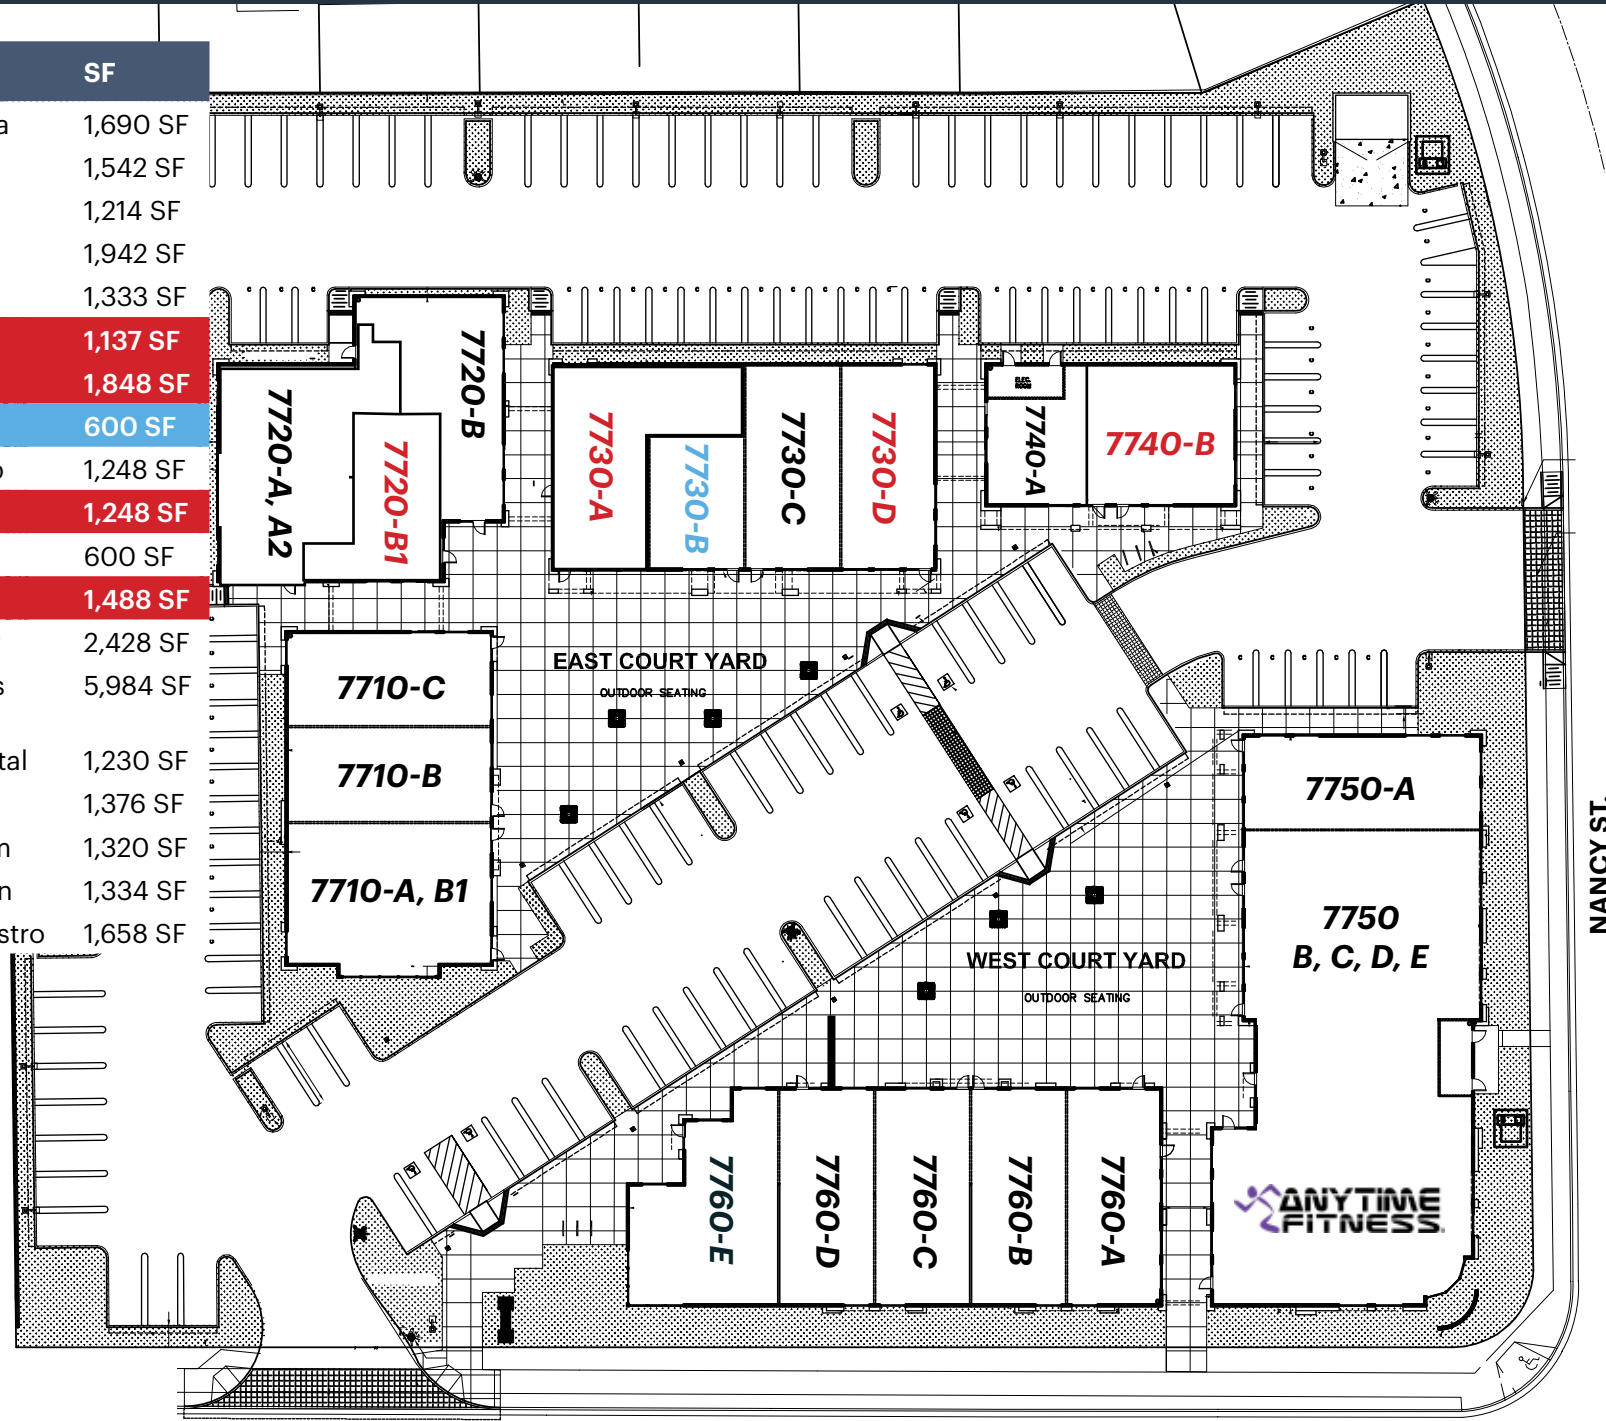 SF
a 1,690 SF
1,542 SF
1,214 SF
1,942 SF
1,333 SF
1,137 SF
1,848 SF
600 SF
o 1,248 SF
1,248 SF
600 SF
1,488 SF
2,428 SF
s 5,984 SF
tal 1,230 SF
1,376 SF
1,320 SF
n 1,334 SF
stro 1,658 SF
7720-A, A2
7720-B1
7720-B
7730-A
7730-B
7730-C
7730-D
ELEC. ROOM
7740-A
7740-B
7710-C
7710-B
7710-A, B1
EAST COURT YARD
OUTDOOR SEATING
WEST COURT YARD
OUTDOOR SEATING
7750-A
7750
B, C, D, E
ANYTIME
FITNESS.
7760-E
7760-D
7760-C
7760-B
7760-A
NANCY ST.